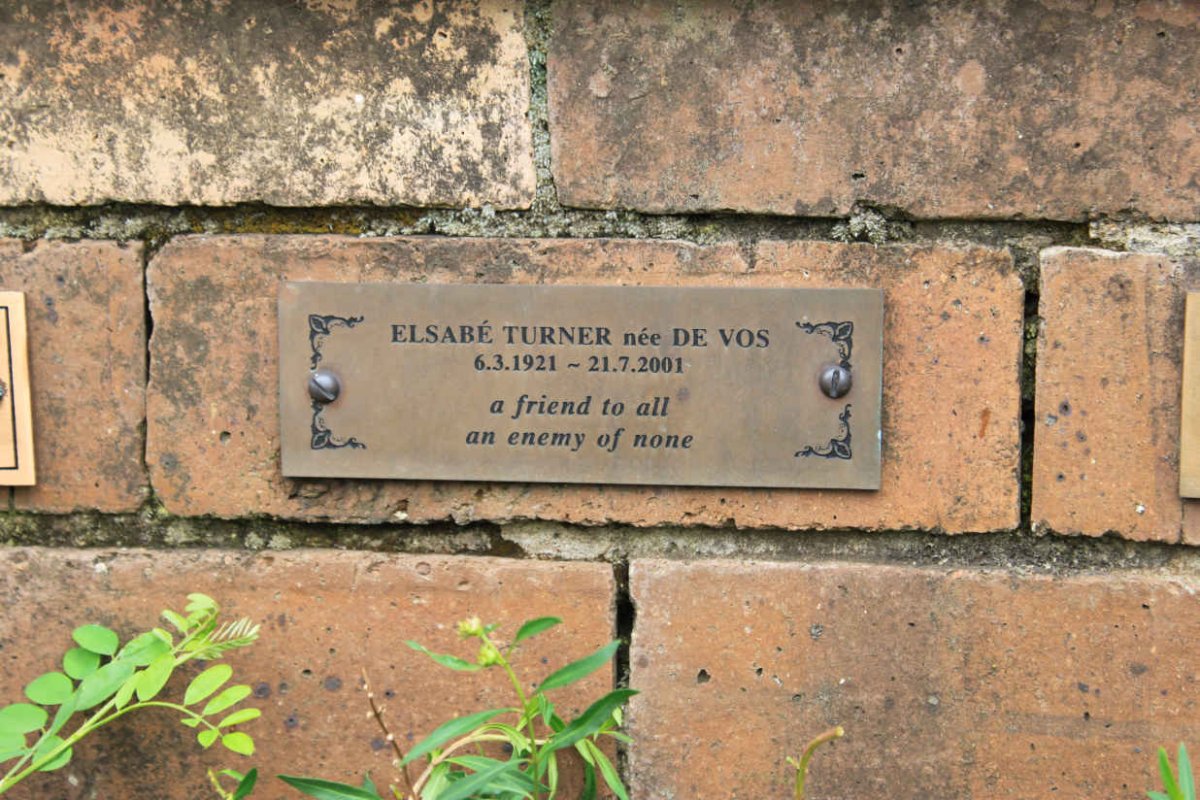 ELSABÉ TURNER née DE VOS
6.3.1921 ~ 21.7.2001
a friend to all
an enemy of none